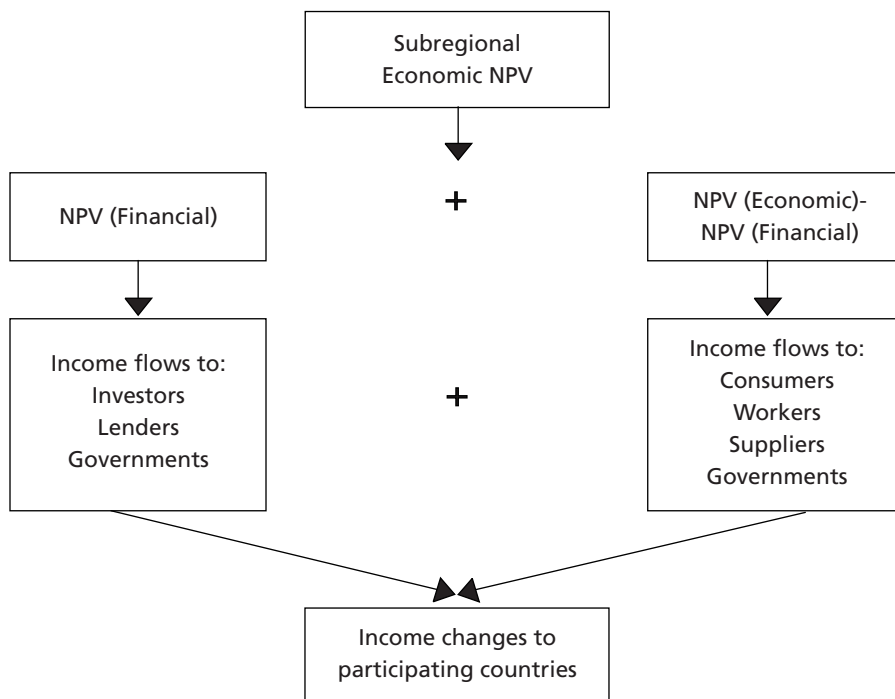 Subregional
Economic NPV
NPV (Financial)
+
NPV (Economic)-
NPV (Financial)
Income flows to:
Investors
Lenders
Governments
+
Income flows to:
Consumers
Workers
Suppliers
Governments
Income changes to
participating countries